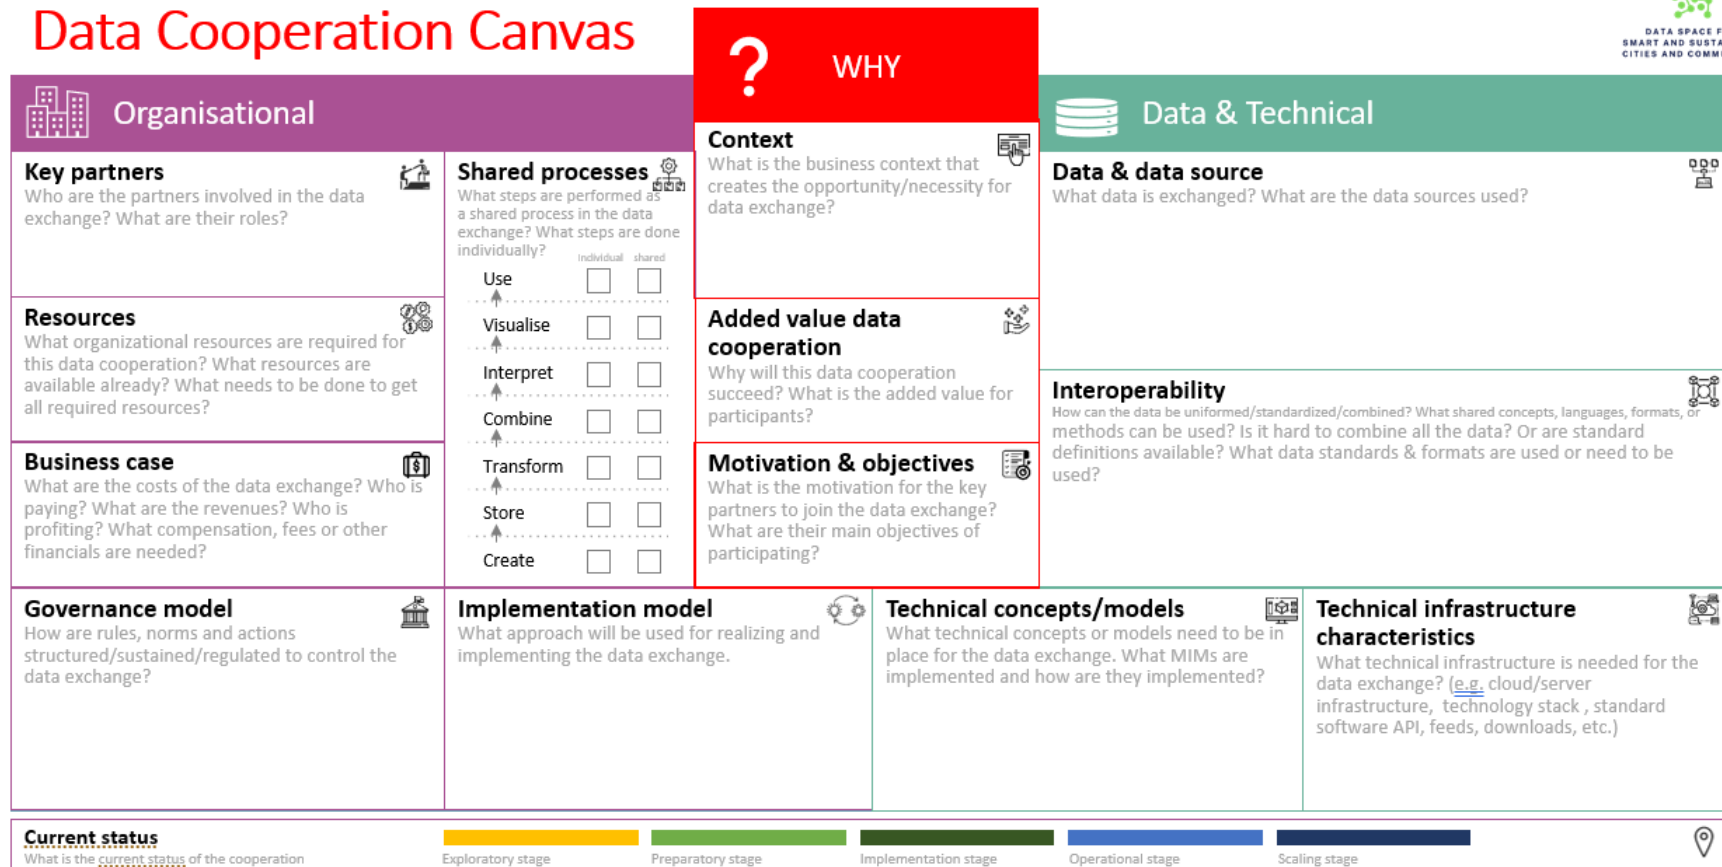 Data Cooperation Canvas
? WHY
DATA SPACE F
SMART AND SUSTA
CITIES AND COMM
Organisational
Data & Technical
Key partners
Who are the partners involved in the data
exchange? What are their roles?
Resources
What organizational resources are required for
this data cooperation? What resources are
available already? What needs to be done to get
all required resources?
Business case
What are the costs of the data exchange? Who is
paying? What are the revenues? Who is
profiting? What compensation, fees or other
financials are needed?
Shared processes
What steps are performed as
a shared process in the data
exchange? What steps are done
individually?
individual shared
Use
Visualise
Interpret
Combine
Transform
Store
Create
Context
What is the business context that
creates the opportunity/necessity for
data exchange?
Added value data
cooperation
Why will this data cooperation
succeed? What is the added value for
participants?
Motivation & objectives
What is the motivation for the key
partners to join the data exchange?
What are their main objectives of
participating?
Data & data source
What data is exchanged? What are the data sources used?
Interoperability
How can the data be uniformed/standardized/combined? What shared concepts, languages, formats, or
methods can be used? Is it hard to combine all the data? Or are standard
definitions available? What data standards & formats are used or need to be
used?
Governance model
How are rules, norms and actions
structured/sustained/regulated to control the
data exchange?
Implementation model
What approach will be used for realizing and
implementing the data exchange.
Technical concepts/models
What technical concepts or models need to be in
place for the data exchange. What MIMs are
implemented and how are they implemented?
Technical infrastructure
characteristics
What technical infrastructure is needed for the
data exchange? (e.g. cloud/server
infrastructure, technology stack , standard
software API, feeds, downloads, etc.)
Current status
What is the current status of the cooperation
Exploratory stage
Preparatory stage
Implementation stage
Operational stage
Scaling stage